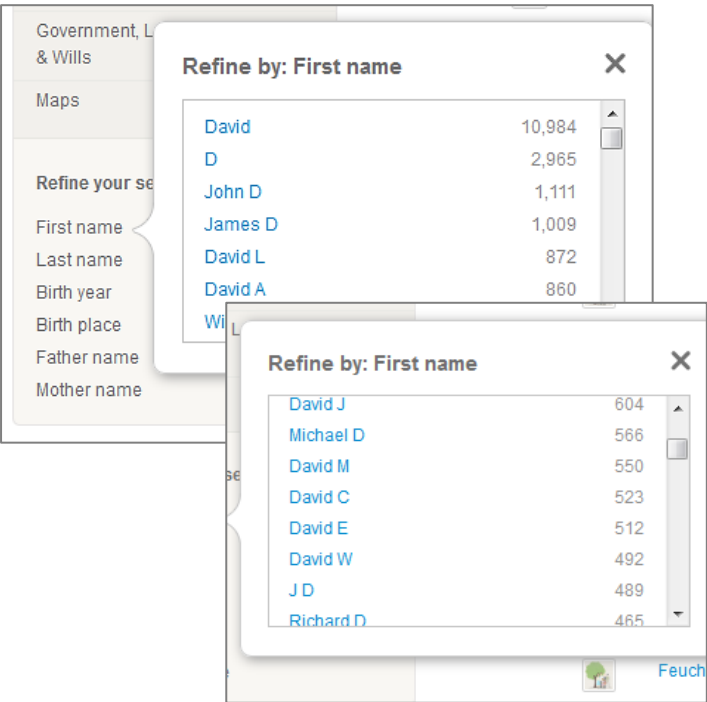 Government, L
& Wills
Maps
Refine your se
First name
Last name
Birth year
Birth place
Father name
Mother name
Refine by: First name
David 10,984
D 2,965
John D 1,111
James D 1,009
David L 872
David A 860
Wi
L
Refine by: First name
David J 604
Michael D 566
David M 550
David C 523
David E 512
David W 492
J D 489
Richard D 465
se
Feuch